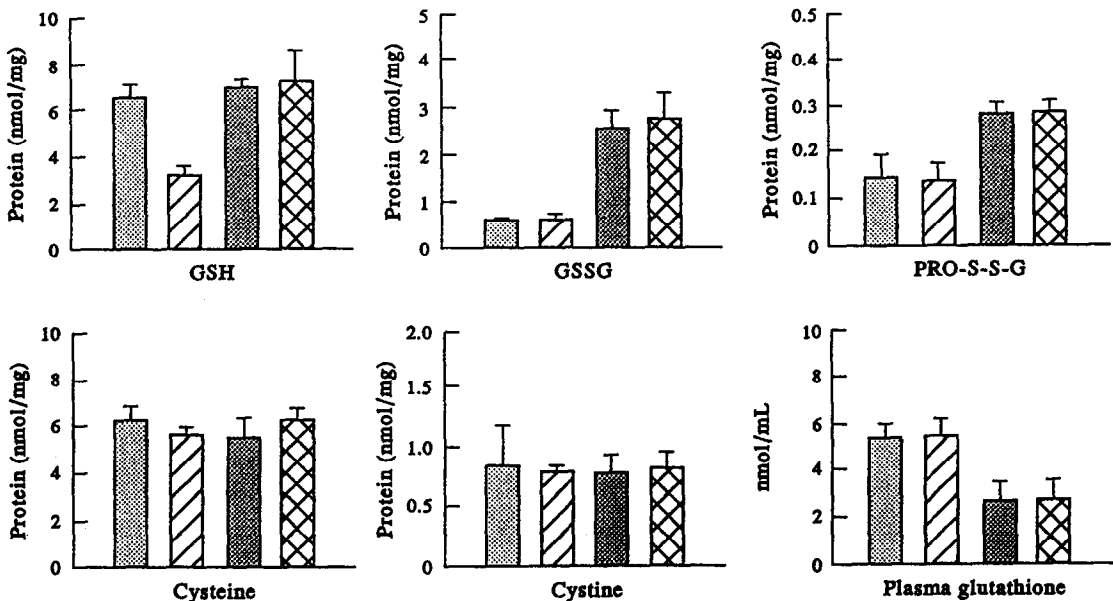 Protein (nmol/mg)
10
8
6
4
2
0
GSH
Protein (nmol/mg)
5
4
3
2
1
0
GSSG
Protein (nmol/mg)
0.5
0.4
0.3
0.2
0.1
0
PRO-S-S-G
Protein (nmol/mg)
10
8
6
4
2
0
Cysteine
Protein (nmol/mg)
2.0
1.5
1.0
0.5
0
Cystine
nmol/mL
10
8
6
4
2
0
Plasma glutathione